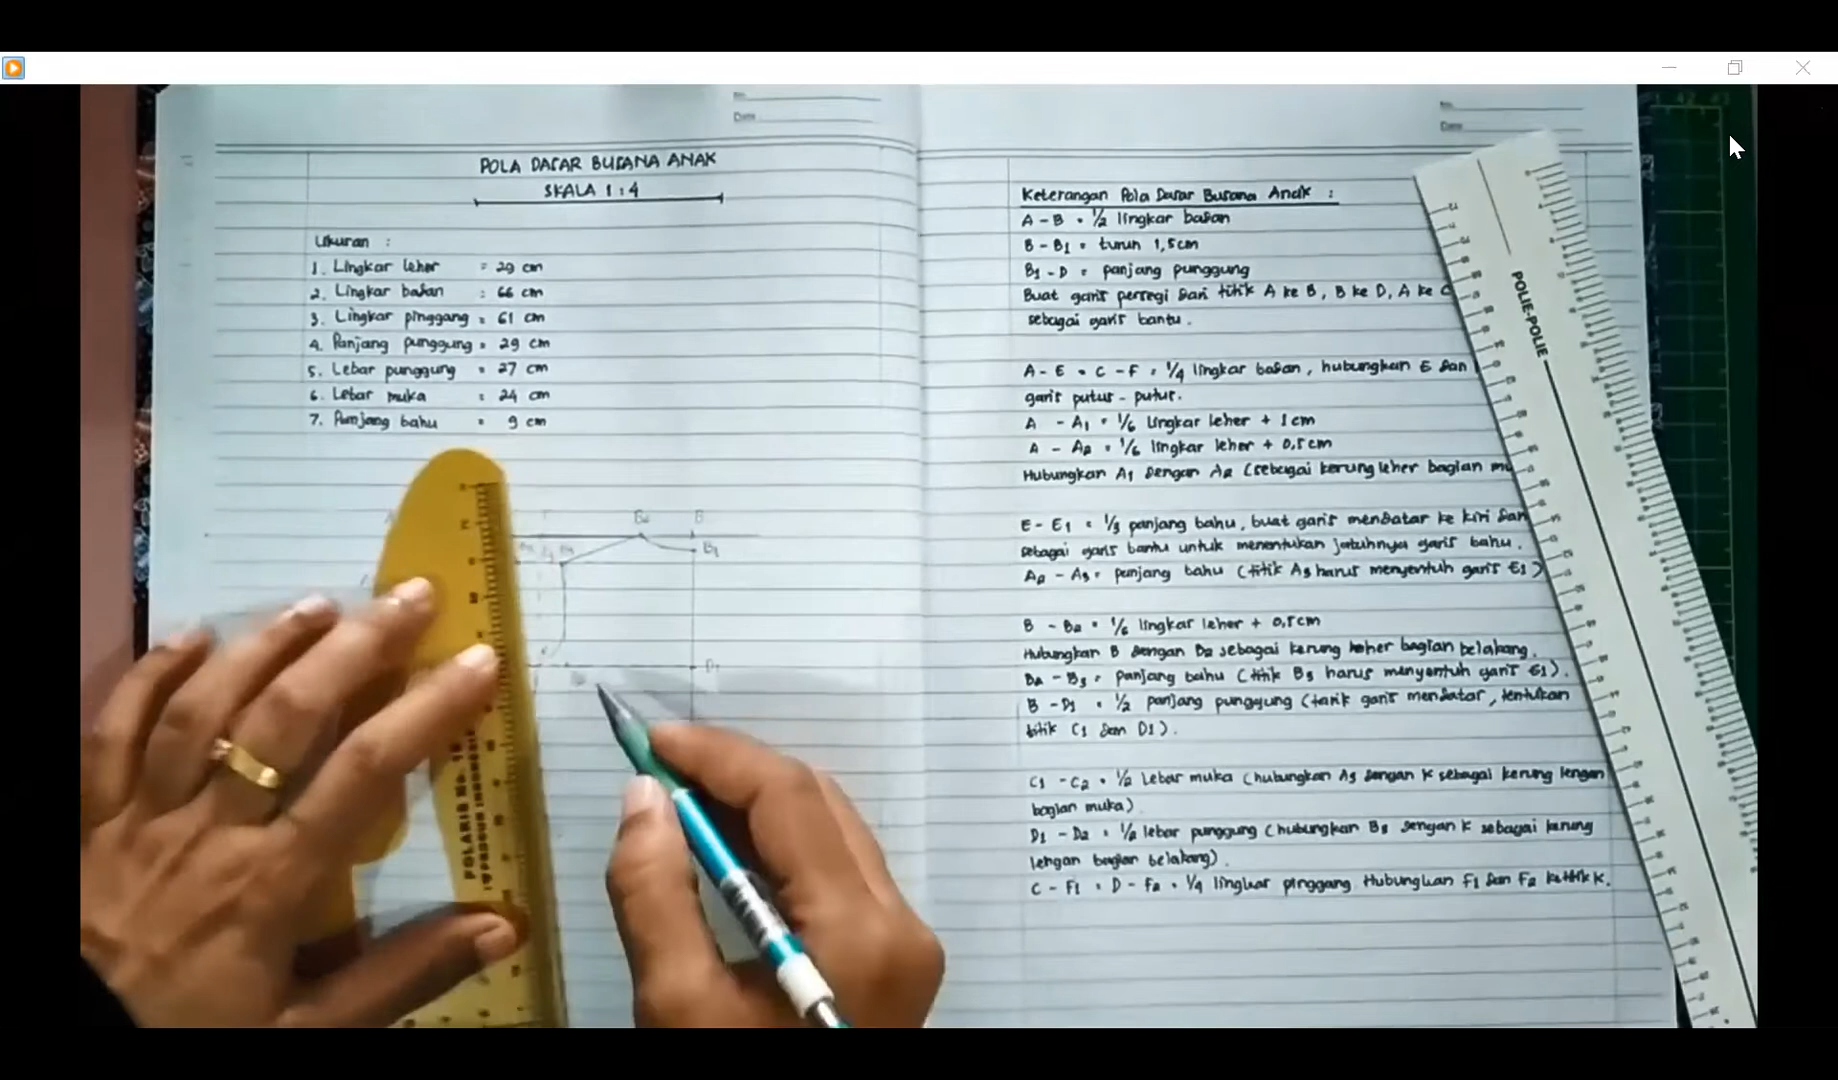 No.
Date
POLA DASAR BUSANA ANAK
SKALA 1 : 4
Ukuran :
1. Lingkar leher = 29 cm
2. Lingkar badan : 66 cm
3. Lingkar pinggang = 61 cm
4. Panjang punggung = 29 cm
5. Lebar punggung = 27 cm
6. Lebar muka = 24 cm
7. Panjang bahu = 9 cm
B2 B
B1
D1
POLARIS No.
No.
Date
Keterangan Pola Dasar Busana Anak :
A - B = 1/2 lingkar badan
B - B1 = turun 1,5 cm
B1 - D = panjang punggung
Buat garis persegi dari titik A ke B, B ke D, A ke C
sebagai garis bantu.
A - E = C - F = 1/4 lingkar badan, hubungkan E dan
garis putus - putus.
A - A1 = 1/6 lingkar leher + 1 cm
A - A2 = 1/6 lingkar leher + 0,5 cm
Hubungkan A1 dengan A2 (sebagai kerung leher bagian mu
E - E1 = 1/3 panjang bahu, buat garis mendatar ke kiri dan
sebagai garis bantu untuk menentukan jatuhnya garis bahu.
A2 - A3 = panjang bahu (titik A3 harus menyentuh garis E1)
B - B2 = 1/6 lingkar leher + 0,5 cm
Hubungkan B dengan B2 sebagai kerung leher bagian belakang.
B2 - B3 = panjang bahu (titik B3 harus menyentuh garis E1).
B - D1 = 1/2 panjang punggung (tarik garis mendatar, tentukan
titik C1 dan D1).
C1 - C2 = 1/2 Lebar muka (hubungkan A3 dengan K sebagai kerung lengan
bagian muka)
D1 - D2 = 1/2 lebar punggung (hubungkan B3 dengan K sebagai kerung
lengan bagian belakang).
C - F1 = D - F2 = 1/4 lingkar pinggang. Hubungkan F1 dan F2 ke titik K.
POLIE-POLIE